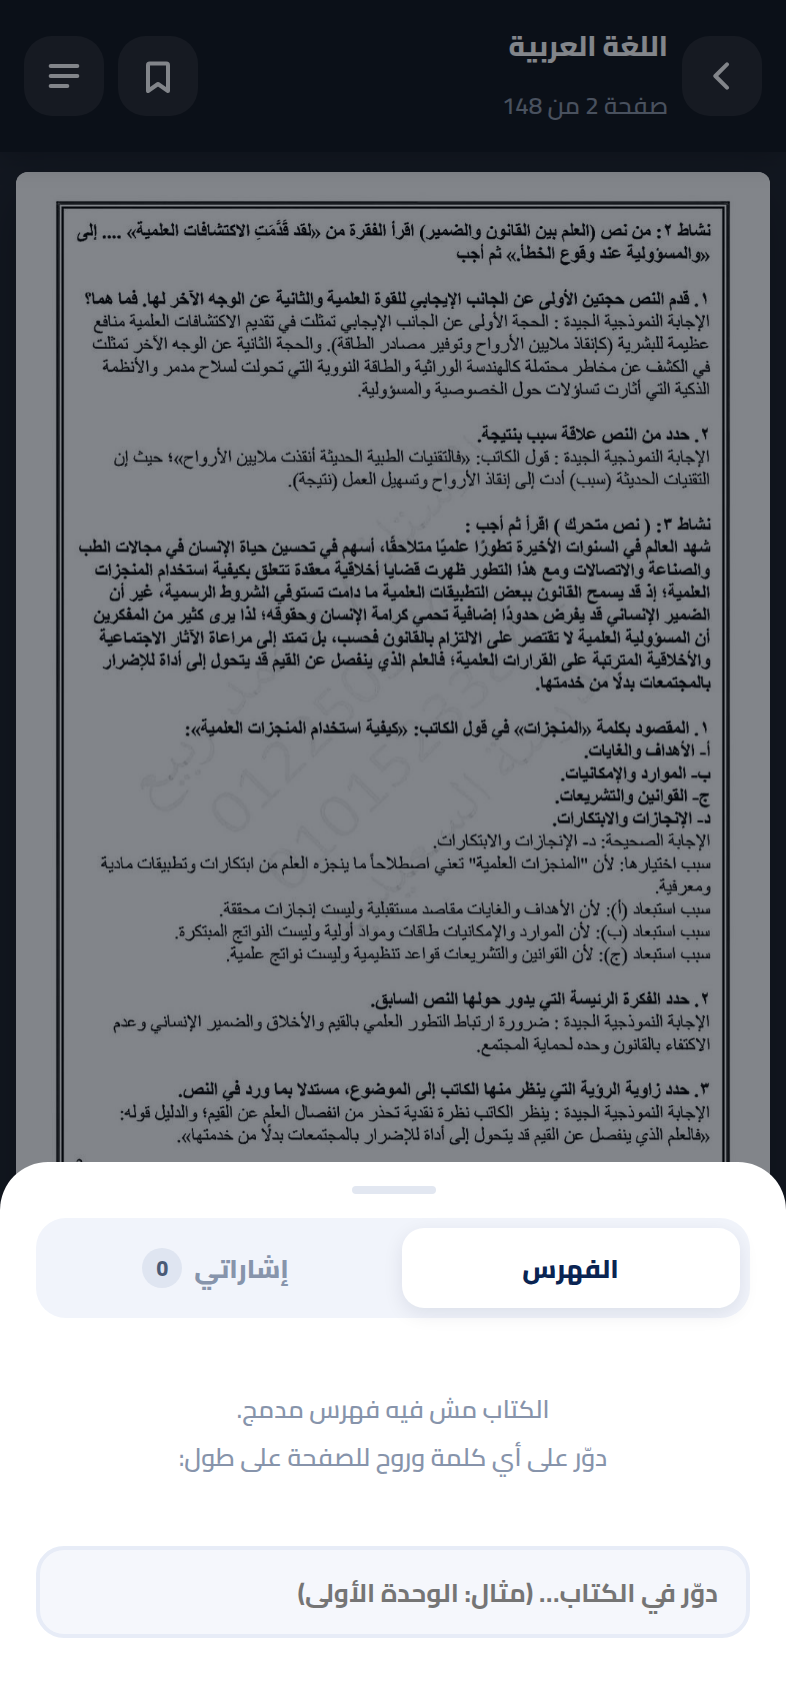 اللغة العربية
صفحة 2 من 148
نشاط ٢: من نص (العلم بين القانون والضمير) اقرأ الفقرة من «لقد قَدَّمَتِ الاكتشافات العلمية» .... إلى
«والمسؤولية عند وقوع الخطأ.» ثم أجب
١. قدم النص حجتين الأولى عن الجانب الإيجابي للقوة العلمية والثانية عن الوجه الآخر لها. فما هما؟
الإجابة النموذجية الجيدة : الحجة الأولى عن الجانب الإيجابي تمثلت في تقديم الاكتشافات العلمية منافع
عظيمة للبشرية (كإنقاذ ملايين الأرواح وتوفير مصادر الطاقة). والحجة الثانية عن الوجه الآخر تمثلت
في الكشف عن مخاطر محتملة كالهندسة الوراثية والطاقة النووية التي تحولت لسلاح مدمر والأنظمة
الذكية التي أثارت تساؤلات حول الخصوصية والمسؤولية.
٢. حدد من النص علاقة سبب بنتيجة.
الإجابة النموذجية الجيدة : قول الكاتب: «فالتقنيات الطبية الحديثة أنقذت ملايين الأرواح»؛ حيث إن
التقنيات الحديثة (سبب) أدت إلى إنقاذ الأرواح وتسهيل العمل (نتيجة).
نشاط ٣: ( نص متحرك ) اقرأ ثم أجب :
شهد العالم في السنوات الأخيرة تطورًا علميًا متلاحقًا، أسهم في تحسين حياة الإنسان في مجالات الطب
والصناعة والاتصالات ومع هذا التطور ظهرت قضايا أخلاقية معقدة تتعلق بكيفية استخدام المنجزات
العلمية؛ إذ قد يسمح القانون ببعض التطبيقات العلمية ما دامت تستوفي الشروط الرسمية، غير أن
الضمير الإنساني قد يفرض حدودًا إضافية تحمي كرامة الإنسان وحقوقه؛ لذا يرى كثير من المفكرين
أن المسؤولية العلمية لا تقتصر على الالتزام بالقانون فحسب، بل تمتد إلى مراعاة الآثار الاجتماعية
والأخلاقية المترتبة على القرارات العلمية؛ فالعلم الذي ينفصل عن القيم قد يتحول إلى أداة للإضرار
بالمجتمعات بدلًا من خدمتها.
١. المقصود بكلمة «المنجزات» في قول الكاتب: «كيفية استخدام المنجزات العلمية»:
أ- الأهداف والغايات.
ب- الموارد والإمكانيات.
ج- القوانين والتشريعات.
د- الإنجازات والابتكارات.
الإجابة الصحيحة: د- الإنجازات والابتكارات.
سبب اختيارها: لأن "المنجزات العلمية" تعني اصطلاحاً ما ينجزه العلم من ابتكارات وتطبيقات مادية
ومعرفية.
سبب استبعاد (أ): لأن الأهداف والغايات مقاصد مستقبلية وليست إنجازات محققة.
سبب استبعاد (ب): لأن الموارد والإمكانيات طاقات ومواد أولية وليست النواتج المبتكرة.
سبب استبعاد (ج): لأن القوانين والتشريعات قواعد تنظيمية وليست نواتج علمية.
٢. حدد الفكرة الرئيسة التي يدور حولها النص السابق.
الإجابة النموذجية الجيدة : ضرورة ارتباط التطور العلمي بالقيم والأخلاق والضمير الإنساني وعدم
الاكتفاء بالقانون وحده لحماية المجتمع.
٣. حدد زاوية الرؤية التي ينظر منها الكاتب إلى الموضوع، مستدلا بما ورد في النص.
الإجابة النموذجية الجيدة : ينظر الكاتب نظرة نقدية تحذر من انفصال العلم عن القيم؛ والدليل قوله:
«فالعلم الذي ينفصل عن القيم قد يتحول إلى أداة للإضرار بالمجتمعات بدلًا من خدمتها».
الفهرس
إشاراتي 0
الكتاب مش فيه فهرس مدمج.
دوّر على أي كلمة وروح للصفحة على طول:
دوّر في الكتاب... (مثال: الوحدة الأولى)